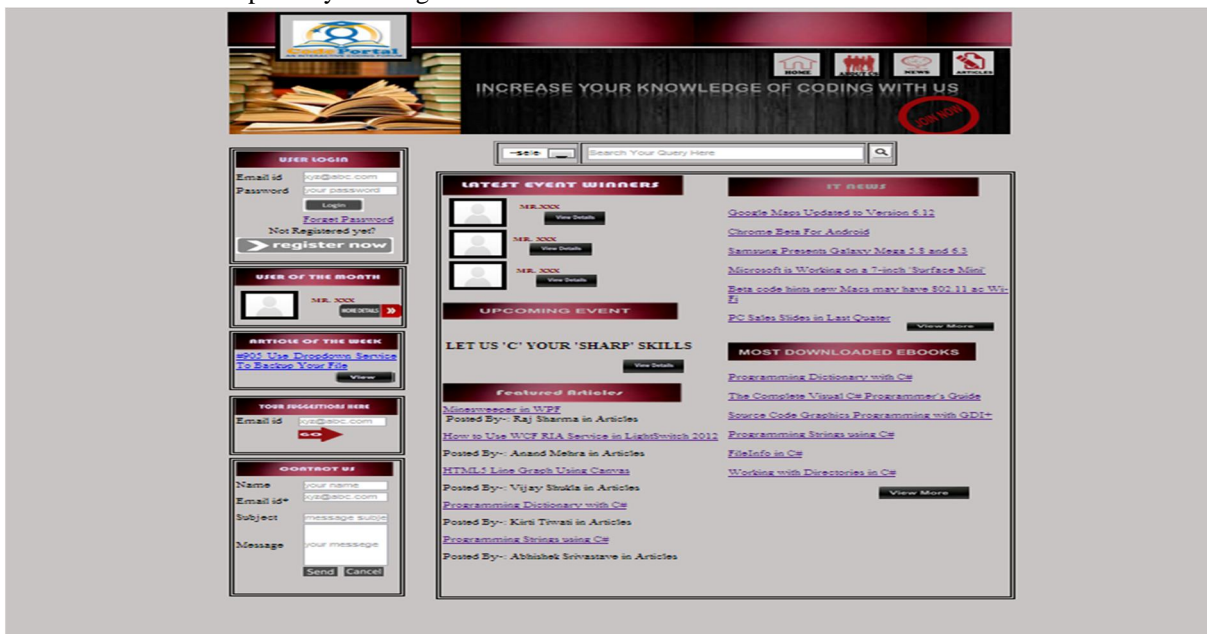 CodePortal
AN INTERACTIVE CODING FORUM
HOME
ABOUT US
NEWS
ARTICLES
INCREASE YOUR KNOWLEDGE OF CODING WITH US
JOIN NOW
--sele
Search Your Query Here
USER LOGIN
Email id
xyz@abc.com
Password
your password
Login
Forget Password
Not Registered yet?
register now
USER OF THE MONTH
MR. XXX
MORE DETAILS
ARTICLE OF THE WEEK
#905 Use Dropdown Service
To Backup Your File
View
YOUR SUGGESTIONS HERE
Email id
xyz@abc.com
GO
CONTACT US
Name
your name
Email id*
xyz@abc.com
Subject
message subje
Message
your messege
Send Cancel
LATEST EVENT WINNERS
MR.XXX
View Details
MR. XXX
View Details
MR. XXX
View Details
UPCOMING EVENT
LET US 'C' YOUR 'SHARP' SKILLS
View Details
Featured Articles
Minesweeper in WPF
Posted By-: Raj Sharma in Articles
How to Use WCF RIA Service in LightSwitch 2012
Posted By-: Anand Mehra in Articles
HTML5 Line Graph Using Canvas
Posted By-: Vijay Shukla in Articles
Programming Dictionary with C#
Posted By-: Kirti Tiwati in Articles
Programming Strings using C#
Posted By-: Abhishek Srivastave in Articles
IT NEWS
Google Maps Updated to Version 6.12
Chrome Beta For Android
Samsung Presents Galaxy Mega 5.8 and 6.3
Microsoft is Working on a 7-inch 'Surface Mini'
Beta code hints new Macs may have 802.11 ac Wi-
Fi
PC Sales Slides in Last Quater
View More
MOST DOWNLOADED EBOOKS
Programming Dictionary with C#
The Complete Visual C# Programmer's Guide
Source Code Graphics Programming with GDI+
Programming Strings using C#
FileInfo in C#
Working with Directories in C#
View More